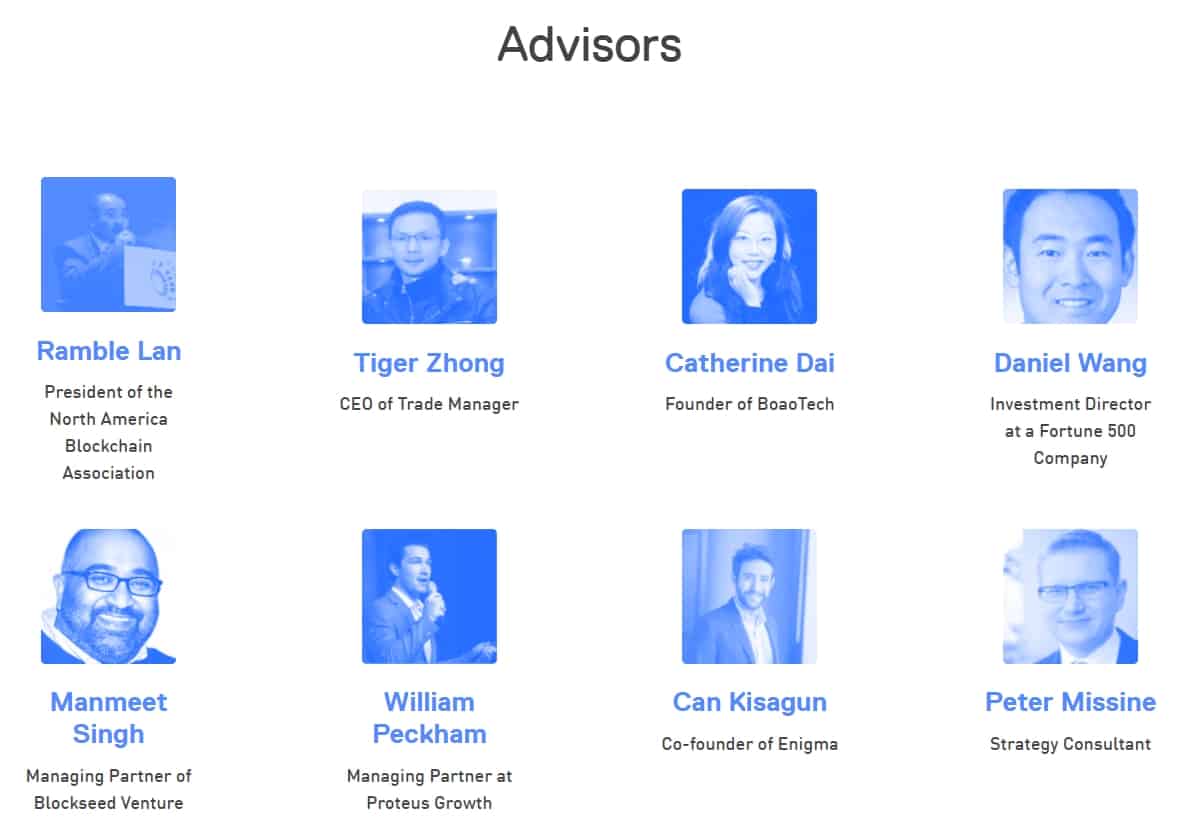 Advisors
Ramble Lan
President of the
North America
Blockchain
Association
Tiger Zhong
CEO of Trade Manager
Catherine Dai
Founder of BoaoTech
Daniel Wang
Investment Director
at a Fortune 500
Company
Manmeet
Singh
Managing Partner of
Blockseed Venture
William
Peckham
Managing Partner at
Proteus Growth
Can Kisagun
Co-founder of Enigma
Peter Missine
Strategy Consultant